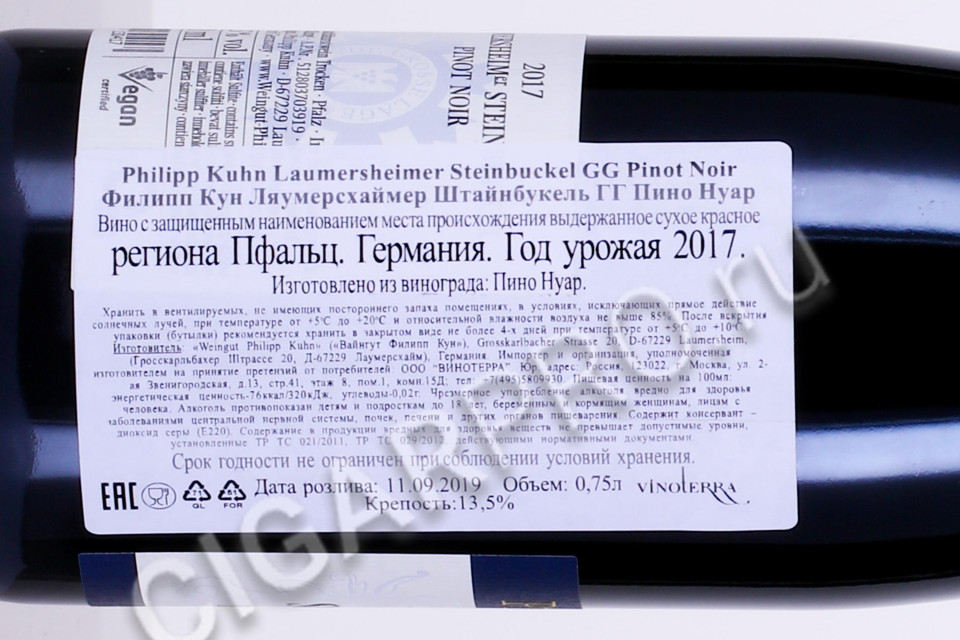 Philipp Kuhn Laumersheimer Steinbuckel GG Pinot Noir
Филипп Кун Ляумерсхаймер Штайнбукель ГГ Пино Нуар
Вино с защищенным наименованием места происхождения выдержанное сухое красное
региона Пфальц. Германия. Год урожая 2017.
Изготовлено из винограда: Пино Нуар.
Хранить в вентилируемых, не имеющих постороннего запаха помещениях, в условиях, исключающих прямое действие
солнечных лучей, при температуре от +5°С до +20°С и относительной влажности воздуха не выше 85%. После вскрытия
упаковки (бутылки) рекомендуется хранить в закрытом виде не более 4-х дней при температуре от +5°С до +10°С
Изготовитель: «Weingut Philipp Kuhn» («Вайнгут Филипп Кун»), Grosskarlbacher Strasse 20, D-67229 Laumersheim,
(Гросскарльбахер Штрассе 20, Д-67229 Лаумерсхайм), Германия Импортер и организация, уполномоченная
изготовителем на принятие претензий от потребителей: ООО "ВИНОТЕРРА" Юр. адрес: Россия, 123022, г. Москва, ул. 2-
ая Звенигородская, д.13, стр.41, этаж 8, пом.1, комн.15Д; тел: +7(495)5809930. Пищевая ценность на 100мл:
энергетическая ценность-76ккал/320кДж, углеводы-0,02г. Чрезмерное употребление алкоголя вредно для здоровья
человека. Алкоголь противопоказан детям и подросткам до 18 лет, беременным и кормящим женщинам, лицам с
заболеваниями центральной нервной системы, почек, печени и других органов пищеварения. Содержит консервант –
диоксид серы (Е220). Содержание в продукции вредных для здоровья веществ не превышает допустимые уровни,
установленные ТР ТС 021/2011, ТР ТС 029/2012, действующими нормативными документами.
Срок годности не ограничен при соблюдении условий хранения.
EAC 71 GL 51 FOR Дата розлива: 11.09.2019 Объем: 0,75л VINOTERRA
Крепость:13,5%
2017
PINOT NOIR
Vegan
certified
CIGARPRO.ru